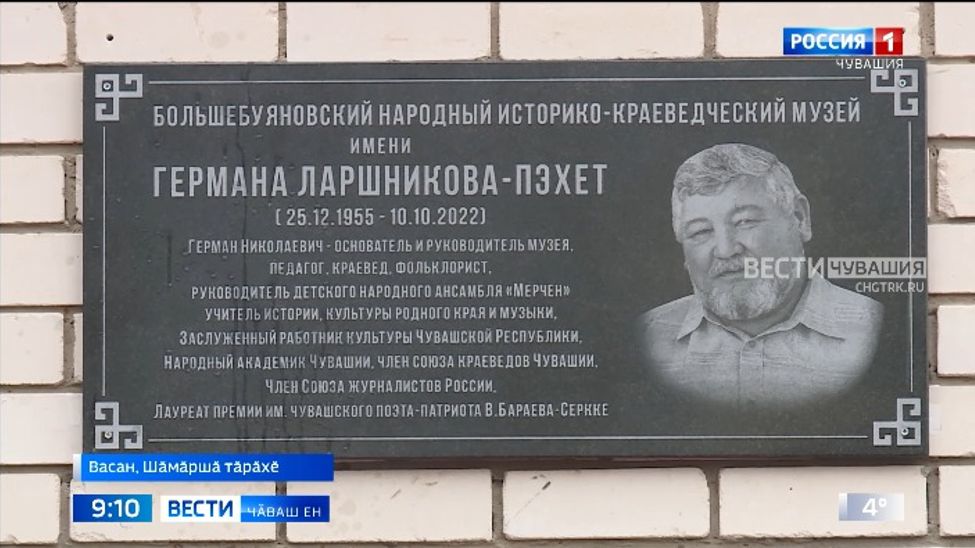 РОССИЯ 1
ЧУВАШИЯ
БОЛЬШЕБУЯНОВСКИЙ НАРОДНЫЙ ИСТОРИКО-КРАЕВЕДЧЕСКИЙ МУЗЕЙ
ИМЕНИ
ГЕРМАНА ЛАРШНИКОВА-ПЭХЕТ
( 25.12.1955 - 10.10.2022)
ГЕРМАН НИКОЛАЕВИЧ - ОСНОВАТЕЛЬ И РУКОВОДИТЕЛЬ МУЗЕЯ,
ПЕДАГОГ, КРАЕВЕД, ФОЛЬКЛОРИСТ,
РУКОВОДИТЕЛЬ ДЕТСКОГО НАРОДНОГО АНСАМБЛЯ «МЕРЧЕН»
УЧИТЕЛЬ ИСТОРИИ, КУЛЬТУРЫ РОДНОГО КРАЯ И МУЗЫКИ,
ЗАСЛУЖЕННЫЙ РАБОТНИК КУЛЬТУРЫ ЧУВАШСКОЙ РЕСПУБЛИКИ,
НАРОДНЫЙ АКАДЕМИК ЧУВАШИИ, ЧЛЕН СОЮЗА КРАЕВЕДОВ ЧУВАШИИ,
ЧЛЕН СОЮЗА ЖУРНАЛИСТОВ РОССИИ,
ЛАУРЕАТ ПРЕМИИ ИМ. ЧУВАШСКОГО ПОЭТА-ПАТРИОТА В.БАРАЕВА-СЕРККЕ
ВЕСТИ ЧУВАШИЯ
CHGTRK.RU
Васан, Шӑмӑршӑ тӑрӑхӗ
9:10 ВЕСТИ ЧӐВАШ ЕН 4°